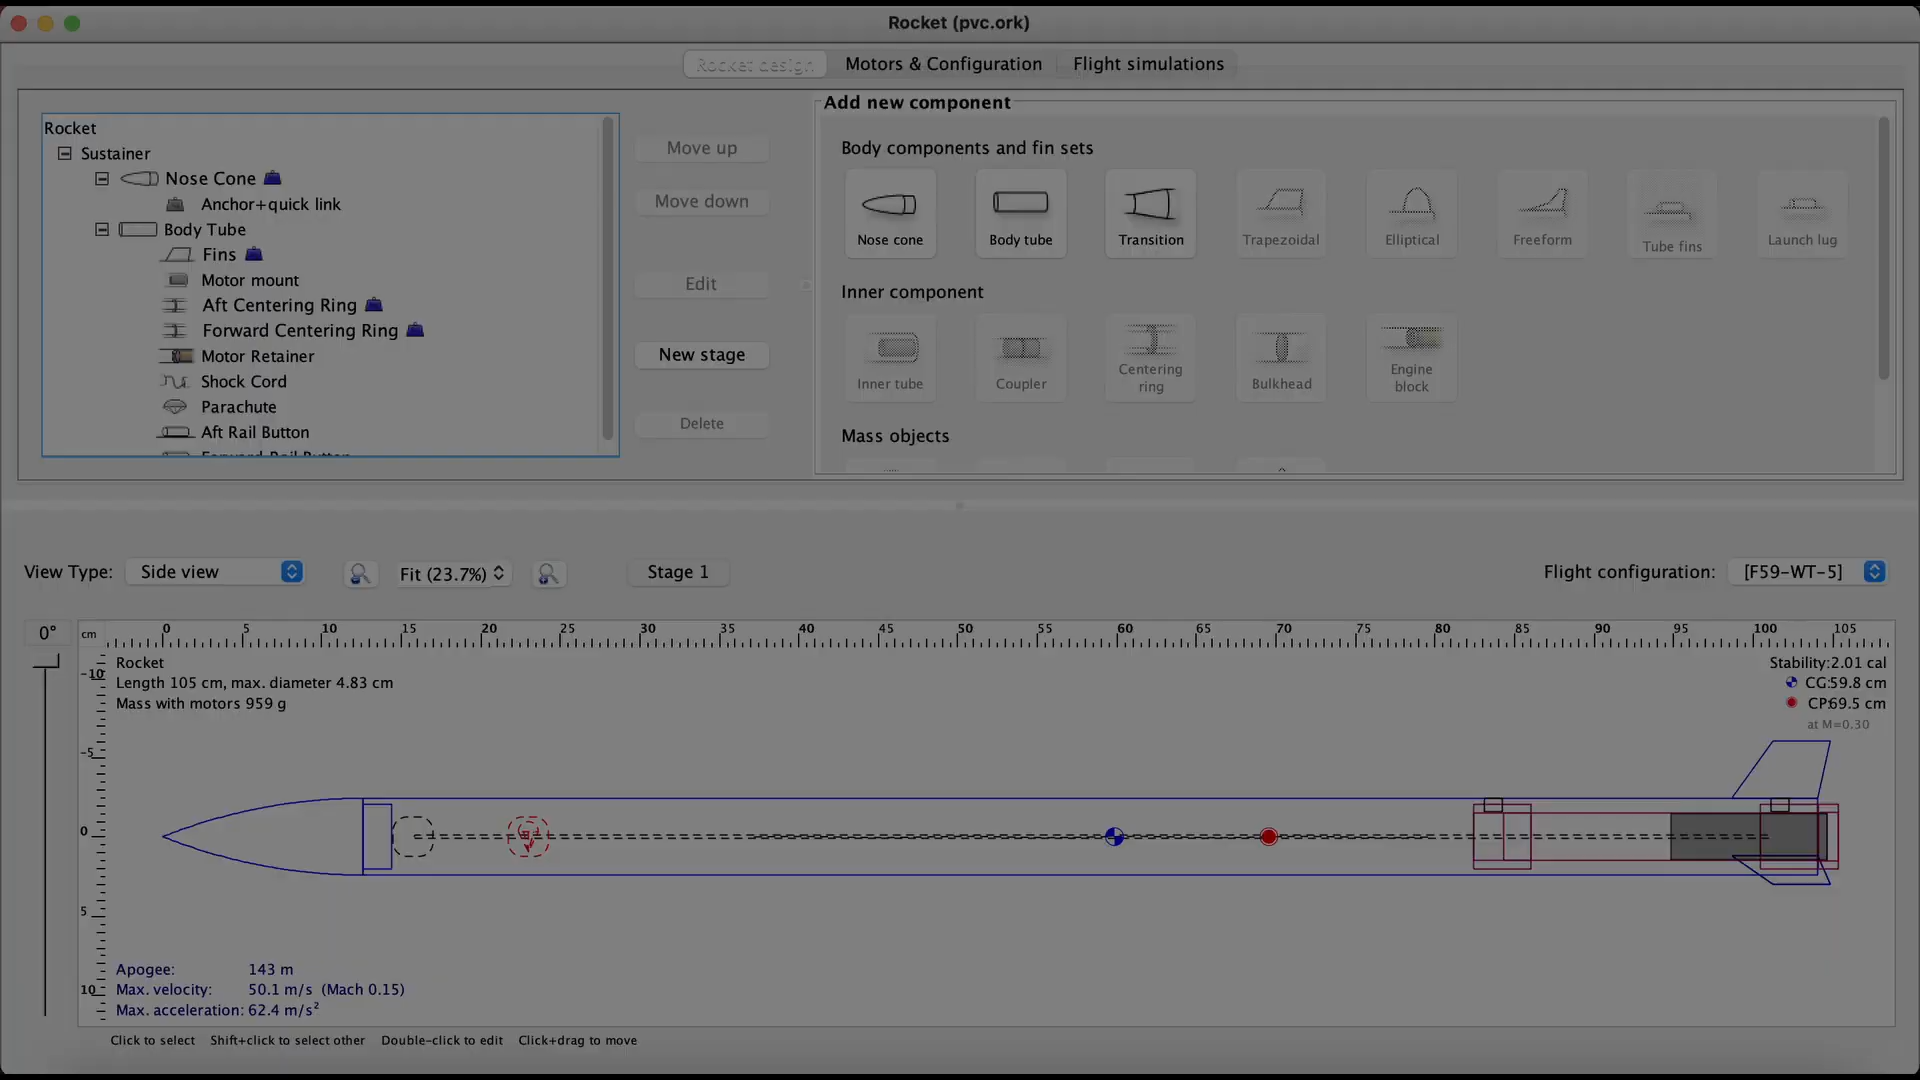 Rocket (pvc.ork)
Rocket design
Motors & Configuration
Flight simulations
Rocket
Sustainer
Nose Cone
Anchor+quick link
Body Tube
Fins
Motor mount
Aft Centering Ring
Forward Centering Ring
Motor Retainer
Shock Cord
Parachute
Aft Rail Button
Forward Rail Button
Move up
Move down
Edit
New stage
Delete
Add new component
Body components and fin sets
Nose cone
Body tube
Transition
Trapezoidal
Elliptical
Freeform
Tube fins
Launch lug
Inner component
Inner tube
Coupler
Centering
ring
Bulkhead
Engine
block
Mass objects
View Type:
Side view
Fit (23.7%)
Stage 1
Flight configuration:
[F59-WT-5]
0°
cm
0 5 10 15 20 25 30 35 40 45 50 55 60 65 70 75 80 85 90 95 100 105
-10
-5
0
5
10
Rocket
Length 105 cm, max. diameter 4.83 cm
Mass with motors 959 g
Stability:2.01 cal
CG:59.8 cm
CP:69.5 cm
at M=0.30
Apogee: 143 m
Max. velocity: 50.1 m/s (Mach 0.15)
Max. acceleration: 62.4 m/s²
Click to select Shift+click to select other Double-click to edit Click+drag to move